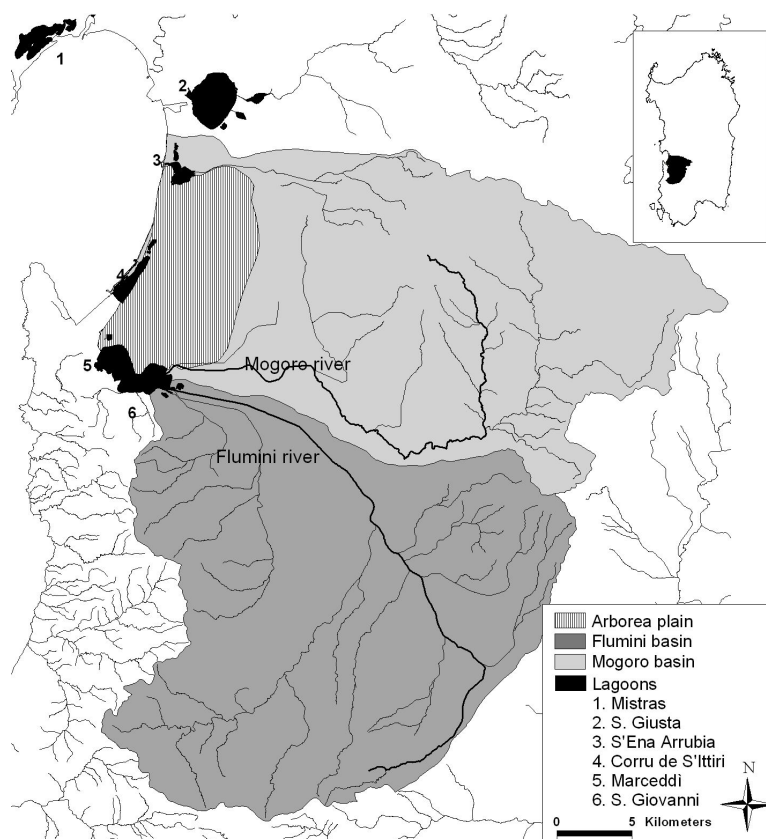 1
2
3
4
Mogoro river
5
6
Flumini river
Arborea plain
Flumini basin
Mogoro basin
Lagoons
1. Mistras
2. S. Giusta
3. S'Ena Arrubia
4. Corru de S'Ittiri
5. Marceddì
6. S. Giovanni
N
0 5 Kilometers